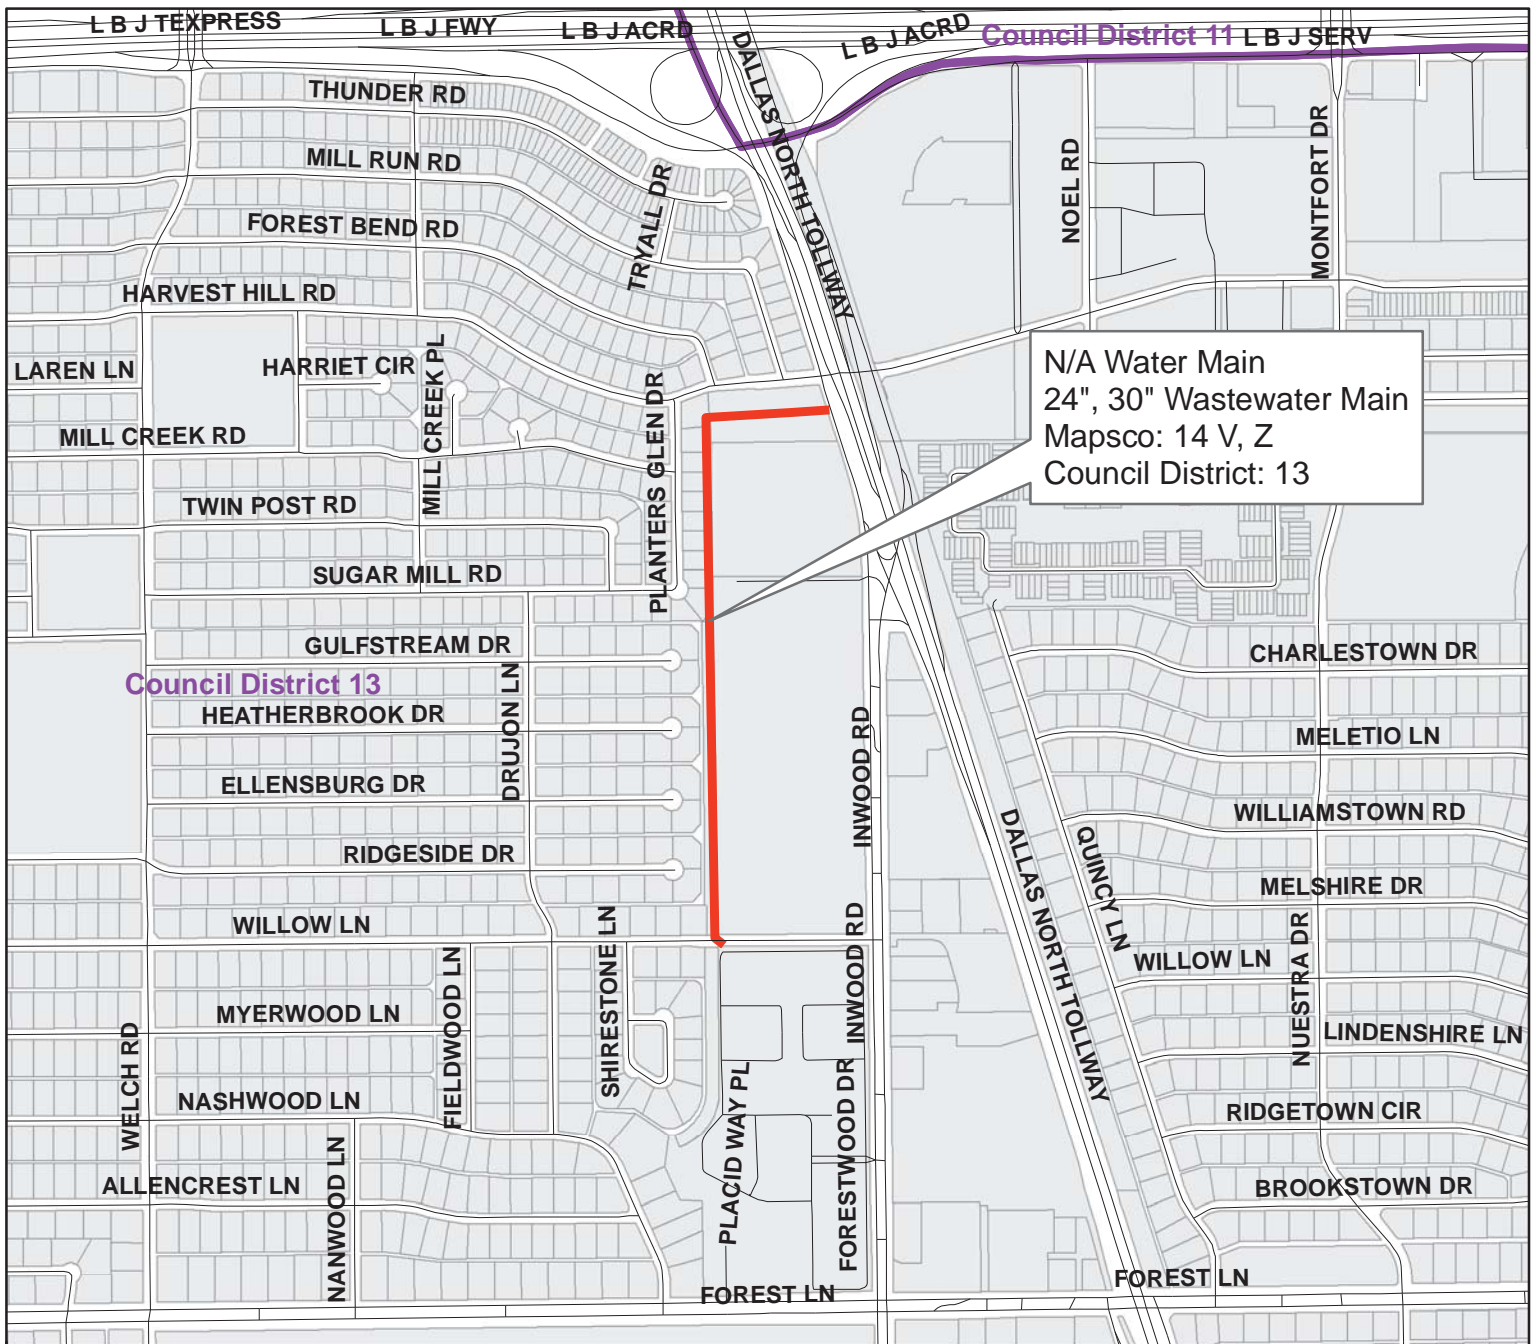 L B J TEXPRESS
L B J FWY
L B J ACRD
L B J ACRD
Council District 11
L B J SERV
DALLAS NORTH TOLLWAY
THUNDER RD
MILL RUN RD
TRYALL DR
NOEL RD
MONTFORT DR
FOREST BEND RD
HARVEST HILL RD
LAREN LN
HARRIET CIR
MILL CREEK PL
PLANTERS GLEN DR
N/A Water Main
24", 30" Wastewater Main
Mapsco: 14 V, Z
Council District: 13
MILL CREEK RD
TWIN POST RD
SUGAR MILL RD
GULFSTREAM DR
CHARLESTOWN DR
Council District 13
DRUJON LN
HEATHERBROOK DR
INWOOD RD
MELETIO LN
ELLENSBURG DR
WILLIAMSTOWN RD
RIDGESIDE DR
QUINCY LN
DALLAS NORTH TOLLWAY
MELSHIRE DR
WILLOW LN
SHIRESTONE LN
INWOOD RD
WILLOW LN
NUESTRA DR
FIELDWOOD LN
MYERWOOD LN
LINDENSHIRE LN
WELCH RD
NASHWOOD LN
PLACID WAY PL
FORESTWOOD DR
RIDGETOWN CIR
ALLENCREST LN
NANWOOD LN
BROOKSTOWN DR
FOREST LN
FOREST LN